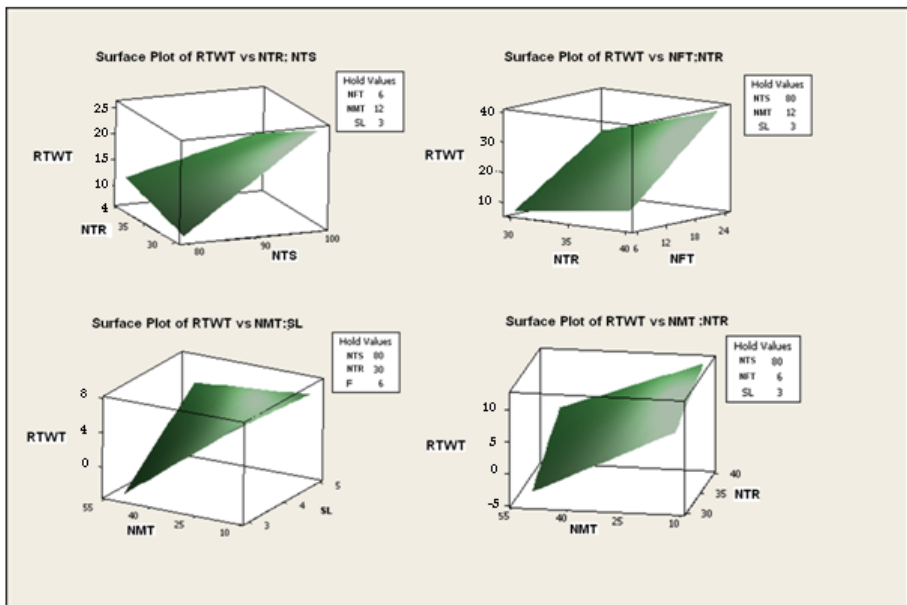 Surface Plot of RTWT vs NTR; NTS
Hold Values
NFT 6
NMT 12
SL 3
25
20
15
10
4
RTWT
35
30
NTR
80
90
100
NTS
Surface Plot of RTWT vs NFT;NTR
Hold Values
NTS 80
NMT 12
SL 3
40
30
20
10
RTWT
30
35
40
NTR
6
12
18
24
NFT
Surface Plot of RTWT vs NMT;SL
Hold Values
NTS 80
NTR 30
F 6
8
4
0
RTWT
55
40
25
10
NMT
3
4
5
SL
Surface Plot of RTWT vs NMT ;NTR
Hold Values
NTS 80
NFT 6
SL 3
10
5
0
-5
RTWT
55
40
25
10
NMT
30
35
40
NTR